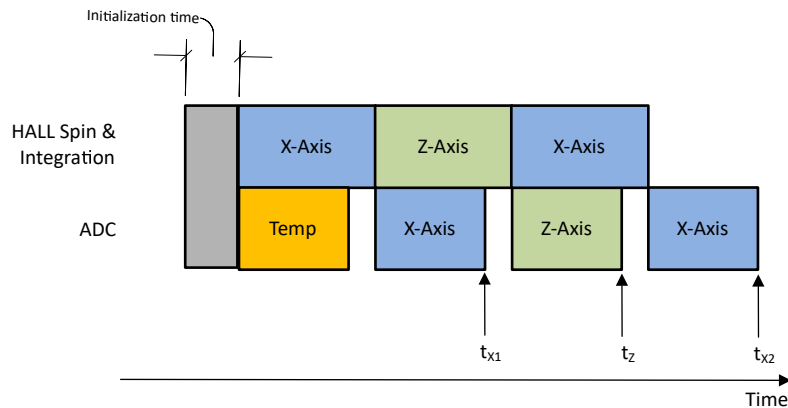 Initialization time
HALL Spin &
Integration
X-Axis
Z-Axis
X-Axis
ADC
Temp
X-Axis
Z-Axis
X-Axis
tX1
tZ
tX2
Time